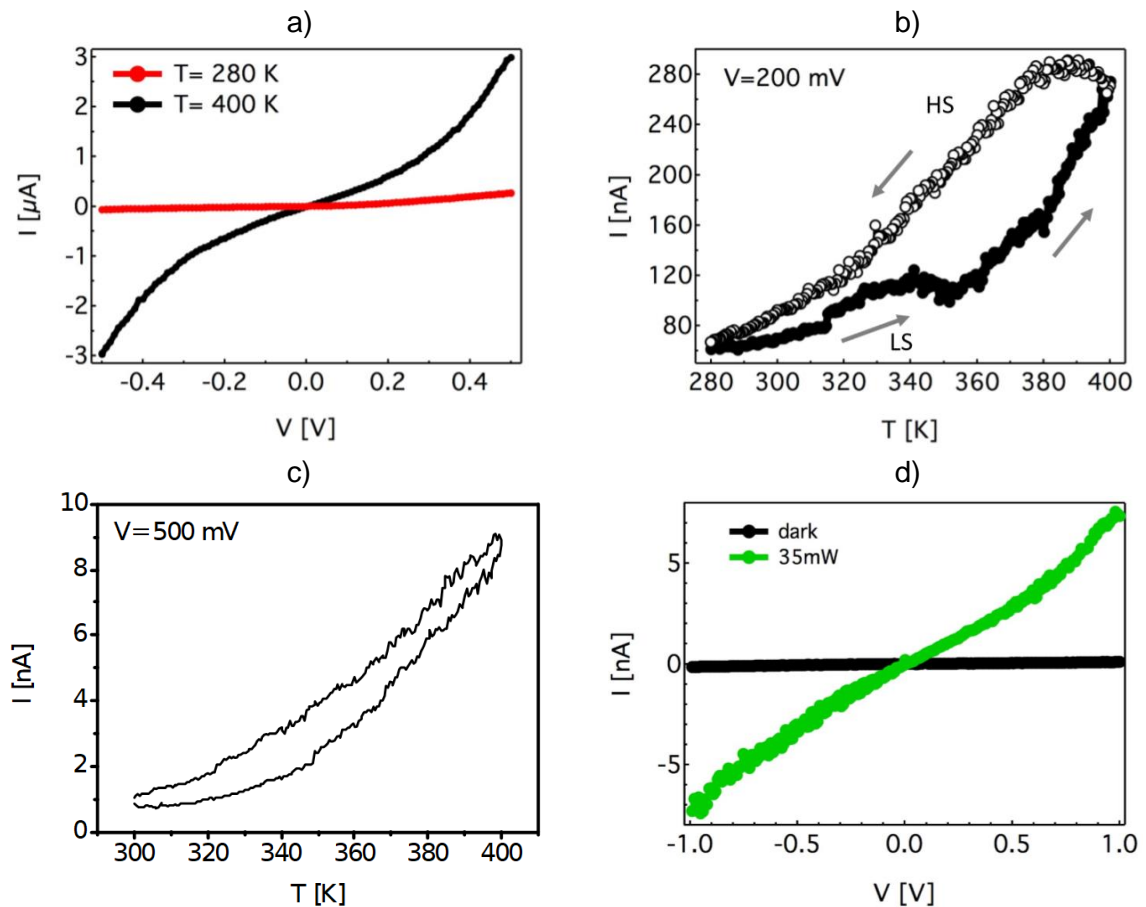 a)
T= 280 K
T= 400 K
I [µA]
3
2
1
0
-1
-2
-3
-0.4
-0.2
0.0
0.2
0.4
V [V]
b)
V=200 mV
HS
LS
I [nA]
280
240
200
160
120
80
280
300
320
340
360
380
400
T [K]
c)
V=500 mV
I [nA]
10
8
6
4
2
0
300
320
340
360
380
400
T [K]
d)
dark
35mW
I [nA]
5
0
-5
-1.0
-0.5
0.0
0.5
1.0
V [V]